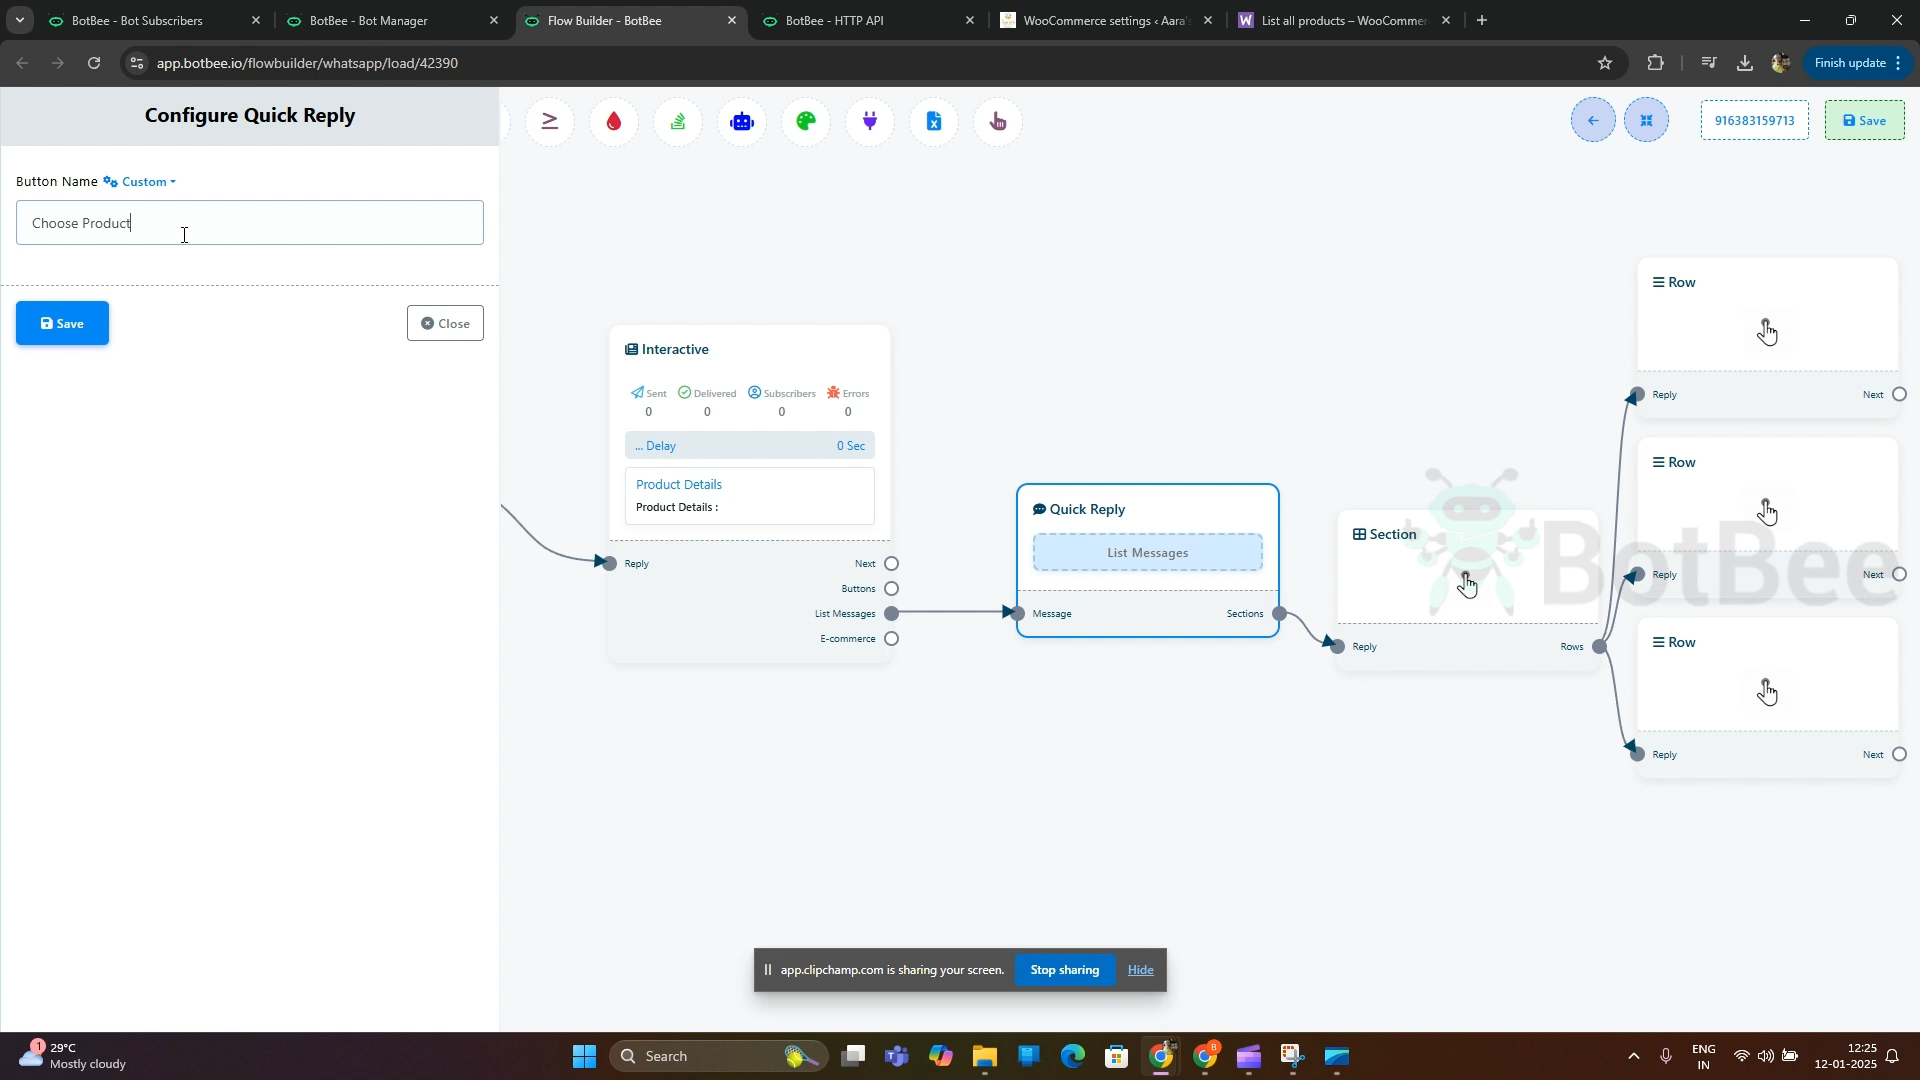 BotBee - Bot Subscribers
BotBee - Bot Manager
Flow Builder - BotBee
BotBee - HTTP API
WooCommerce settings ‹ Aara
List all products – WooCommer
app.botbee.io/flowbuilder/whatsapp/load/42390
Finish update
Configure Quick Reply
Button Name Custom
Choose Product
Save
Close
916383159713
Save
Interactive
Sent Delivered Subscribers Errors
0 0 0 0
... Delay 0 Sec
Product Details
Product Details :
Reply Next
Buttons
List Messages
E-commerce
Quick Reply
List Messages
Message Sections
Section
Reply Rows
Row
Reply Next
Row
Reply Next
Row
Reply Next
BotBee
app.clipchamp.com is sharing your screen.
Stop sharing
Hide
1
29°C
Mostly cloudy
Search
8
ENG
IN
12:25
12-01-2025